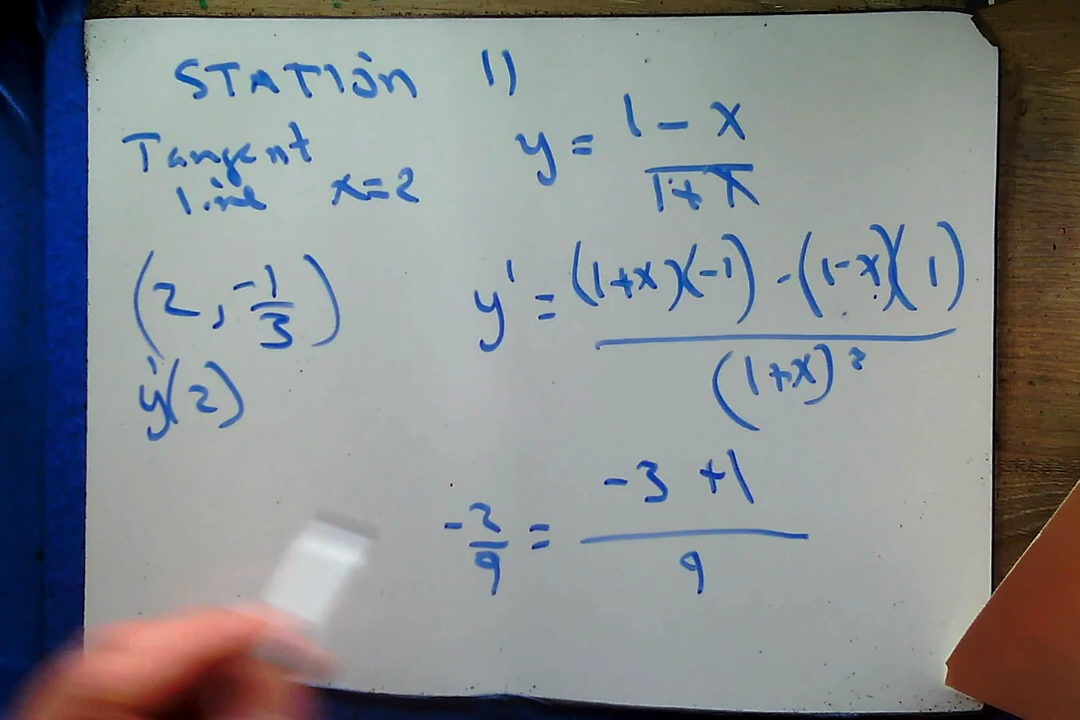 STATION 11
Tangent
line x=2
y = (1 - x)/(1 + x)
(2, -1/3)
y' = ((1+x)(-1) - (1-x)(1))/(1+x)²
y'(2)
-2/9 = (-3 +1)/9